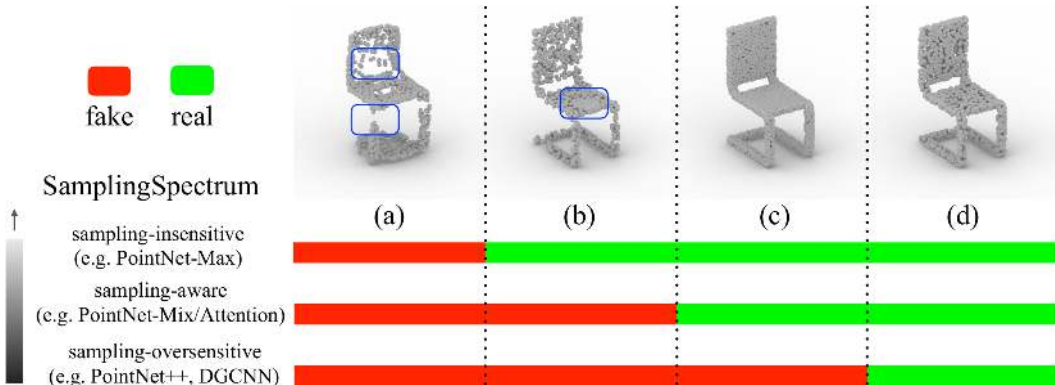 fake real
SamplingSpectrum
(a) (b) (c) (d)
sampling-insensitive
(e.g. PointNet-Max)
sampling-aware
(e.g. PointNet-Mix/Attention)
sampling-oversensitive
(e.g. PointNet++, DGCNN)